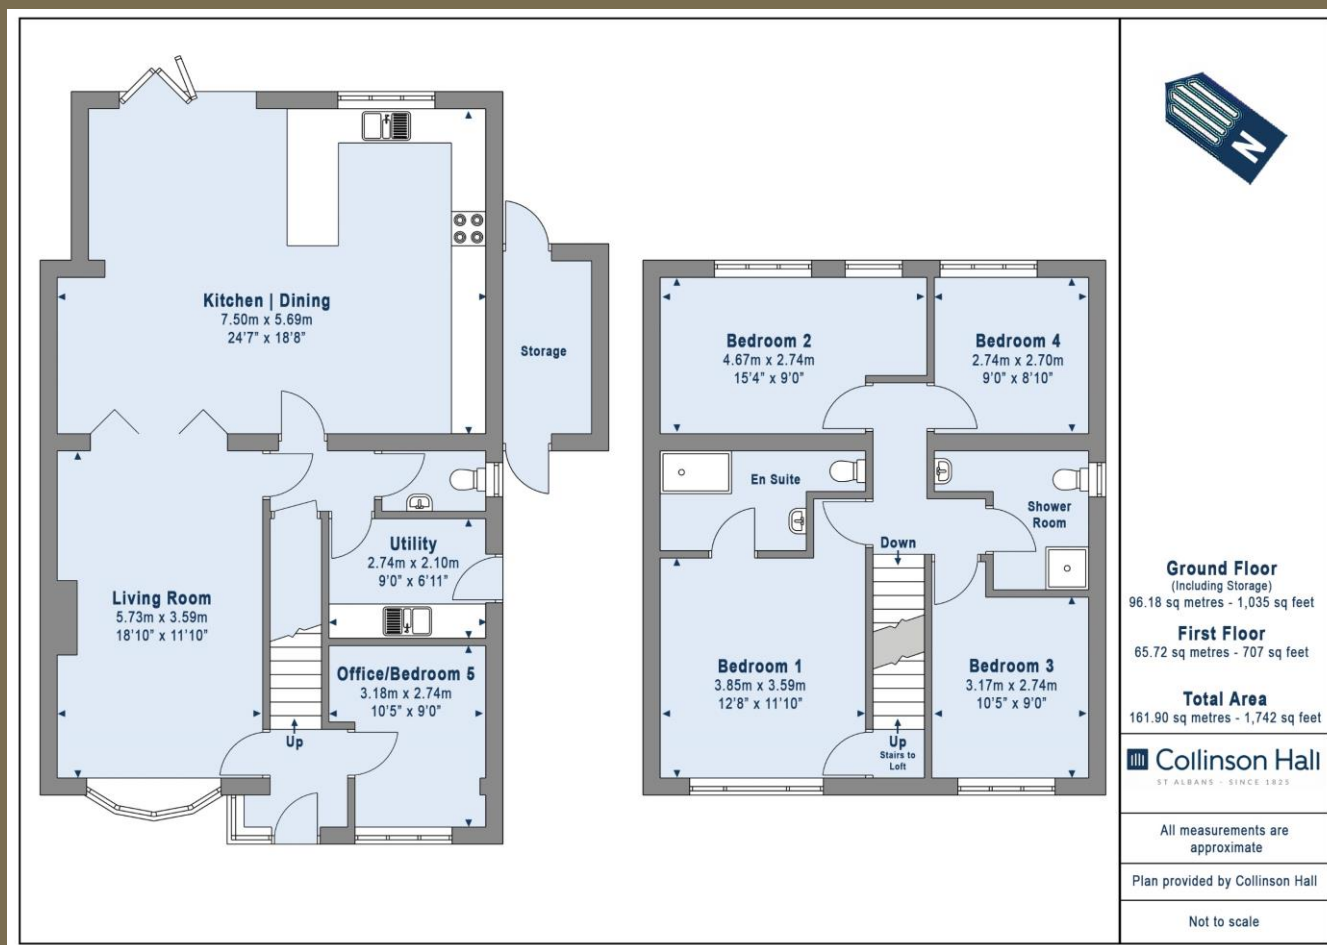 Kitchen | Dining
7.50m x 5.69m
24'7" x 18'8"
Storage
Living Room
5.73m x 3.59m
18'10" x 11'10"
Utility
2.74m x 2.10m
9'0" x 6'11"
Office/Bedroom 5
3.18m x 2.74m
10'5" x 9'0"
Up
Bedroom 2
4.67m x 2.74m
15'4" x 9'0"
Bedroom 4
2.74m x 2.70m
9'0" x 8'10"
En Suite
Shower
Room
Down
Bedroom 1
3.85m x 3.59m
12'8" x 11'10"
Up
Stairs to
Loft
Bedroom 3
3.17m x 2.74m
10'5" x 9'0"
N
Ground Floor
(Including Storage)
96.18 sq metres - 1,035 sq feet
First Floor
65.72 sq metres - 707 sq feet
Total Area
161.90 sq metres - 1,742 sq feet
Collinson Hall
ST ALBANS - SINCE 1825
All measurements are
approximate
Plan provided by Collinson Hall
Not to scale